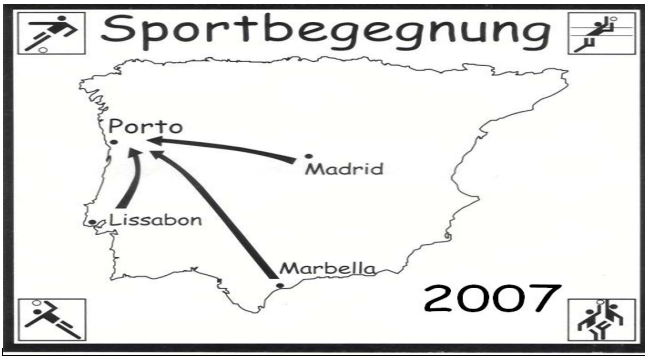 Sportbegegnung
Porto
Madrid
Lissabon
Marbella
2007